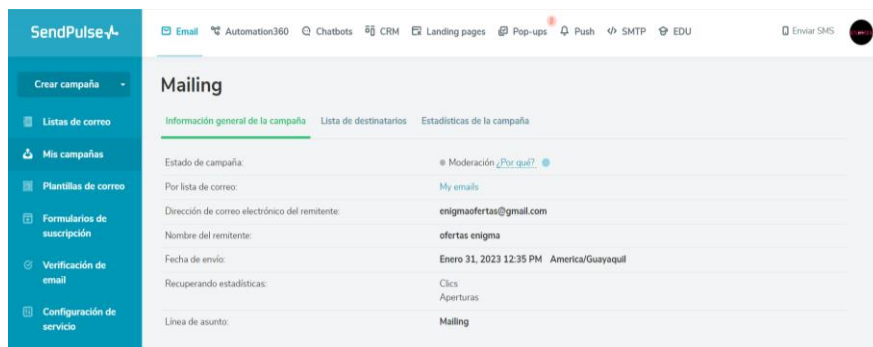 SendPulse
Email Automation360 Chatbots CRM Landing pages Pop-ups Push SMTP EDU Enviar SMS
Crear campaña
Listas de correo
Mis campañas
Plantillas de correo
Formularios de
suscripción
Verificación de
email
Configuración de
servicio
Mailing
Información general de la campaña Lista de destinatarios Estadísticas de la campaña
Estado de campaña: Moderación ¿Por qué?
Por lista de correo: My emails
Dirección de correo electrónico del remitente: enigmaofertas@gmail.com
Nombre del remitente: ofertas enigma
Fecha de envío: Enero 31, 2023 12:35 PM America/Guayaquil
Recuperando estadísticas: Clics
Aperturas
Línea de asunto: Mailing